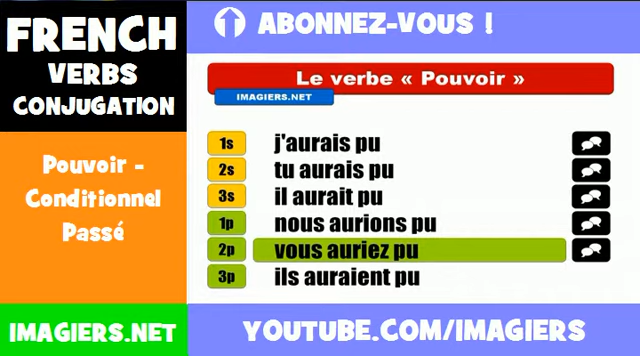 FRENCH
VERBS
CONJUGATION
Pouvoir -
Conditionnel
Passé
IMAGIERS.NET
ABONNEZ-VOUS !
Le verbe « Pouvoir »
IMAGIERS.NET
1s j'aurais pu
2s tu aurais pu
3s il aurait pu
1p nous aurions pu
2p vous auriez pu
3p ils auraient pu
YOUTUBE.COM/IMAGIERS